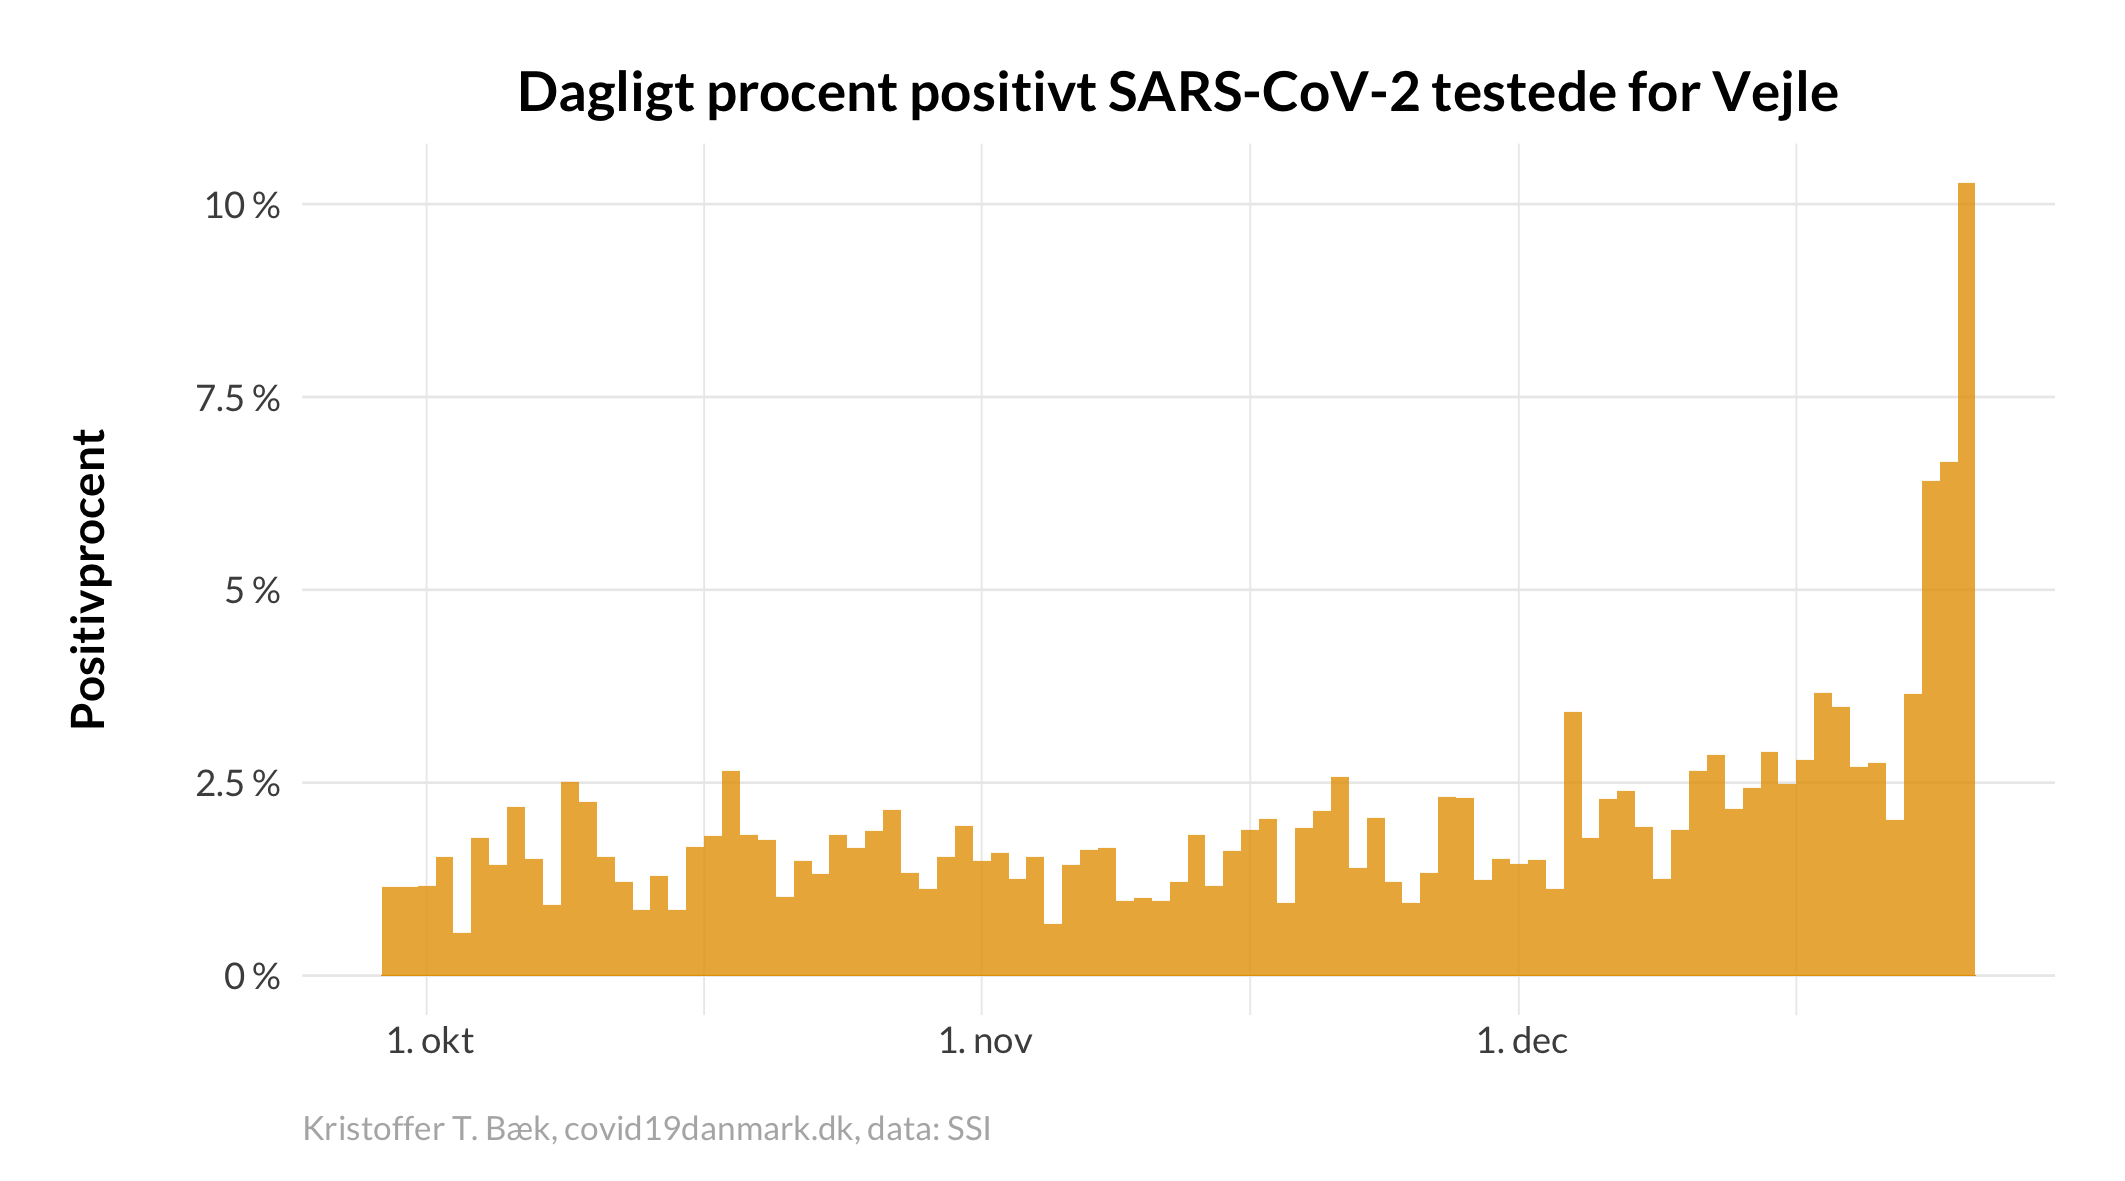 Dagligt procent positivt SARS-CoV-2 testede for Vejle
Positivprocent
10 %
7.5 %
5 %
2.5 %
0 %
1. okt
1. nov
1. dec
Kristoffer T. Bæk, covid19danmark.dk, data: SSI